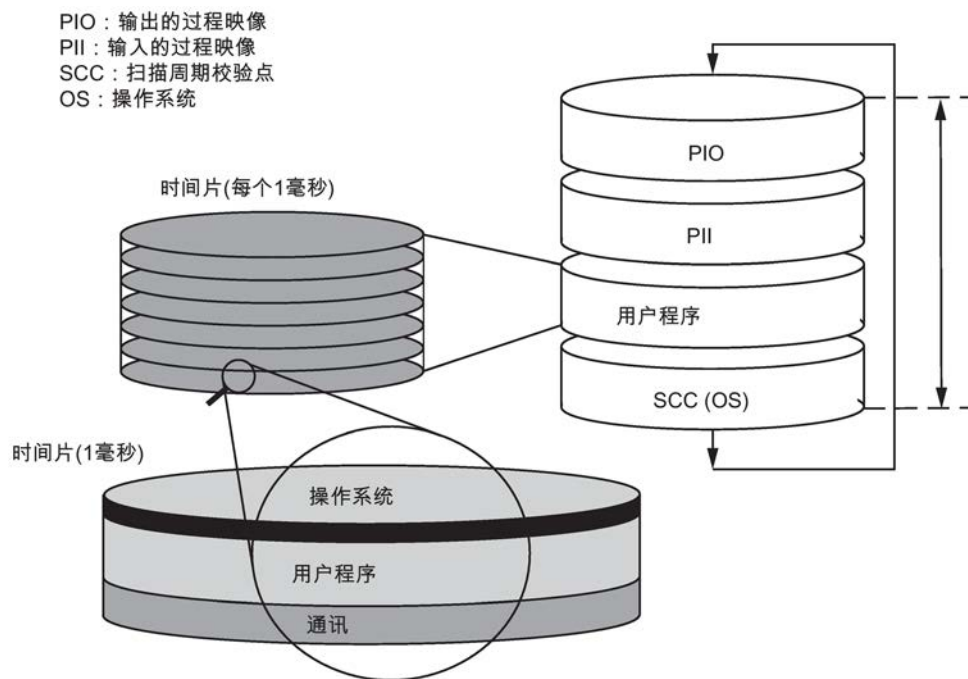 PIO：输出的过程映像
PII：输入的过程映像
SCC：扫描周期校验点
OS：操作系统
时间片(每个1毫秒)
PIO
PII
用户程序
SCC (OS)
时间片(1毫秒)
操作系统
用户程序
通讯